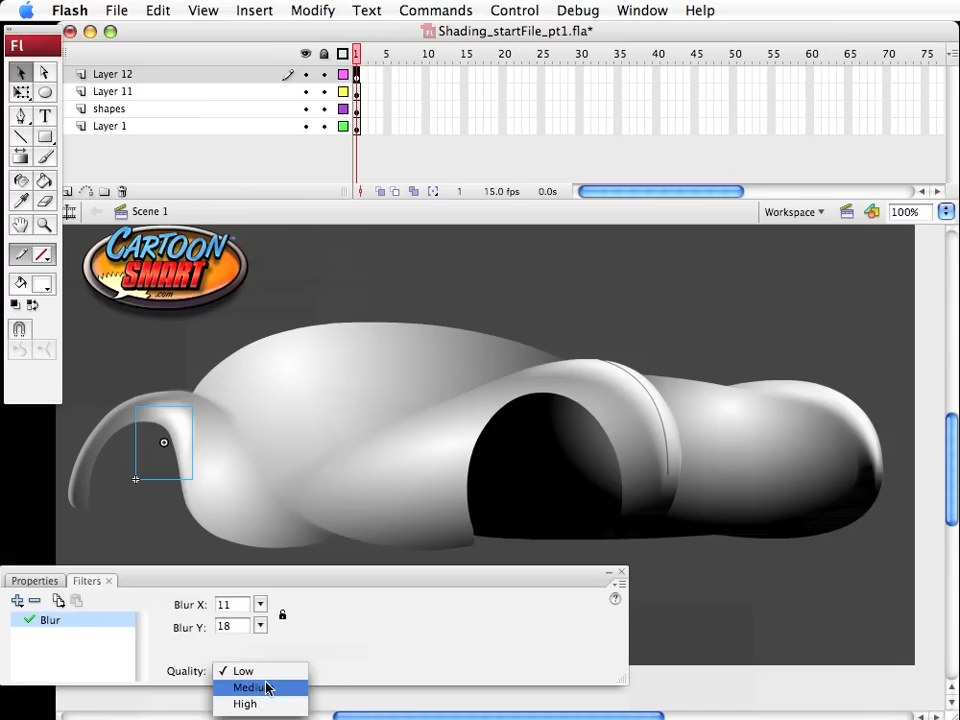 Flash File Edit View Insert Modify Text Commands Control Debug Window Help
Shading_startFile_pt1.fla*
Fl
1 5 10 15 20 25 30 35 40 45 50 55 60 65 70 75
Layer 12
Layer 11
shapes
Layer 1
1 15.0 fps 0.0s
Scene 1 Workspace 100%
CARTOON
SMART
.com
Properties Filters
Blur X: 11
Blur
Blur Y: 18
Quality: Low
Medium
High